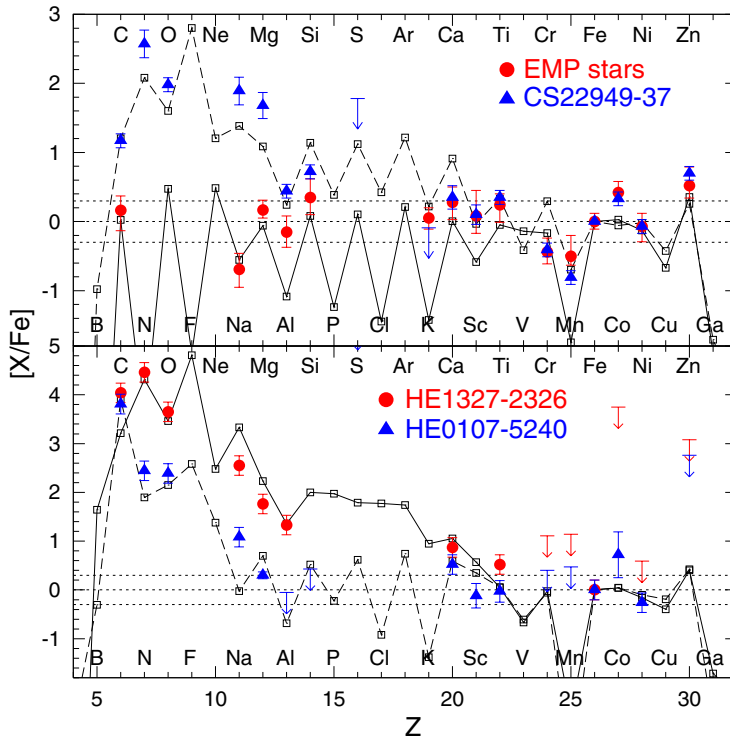 3
C O Ne Mg Si S Ar Ca Ti Cr Fe Ni Zn
EMP stars
CS22949-37
2
1
0
-1
B N F Na Al P Cl K Sc V Mn Co Cu Ga
[X/Fe]
5
C O Ne Mg Si S Ar Ca Ti Cr Fe Ni Zn
HE1327-2326
HE0107-5240
4
3
2
1
0
-1
B N F Na Al P Cl K Sc V Mn Co Cu Ga
5 10 15 20 25 30
Z